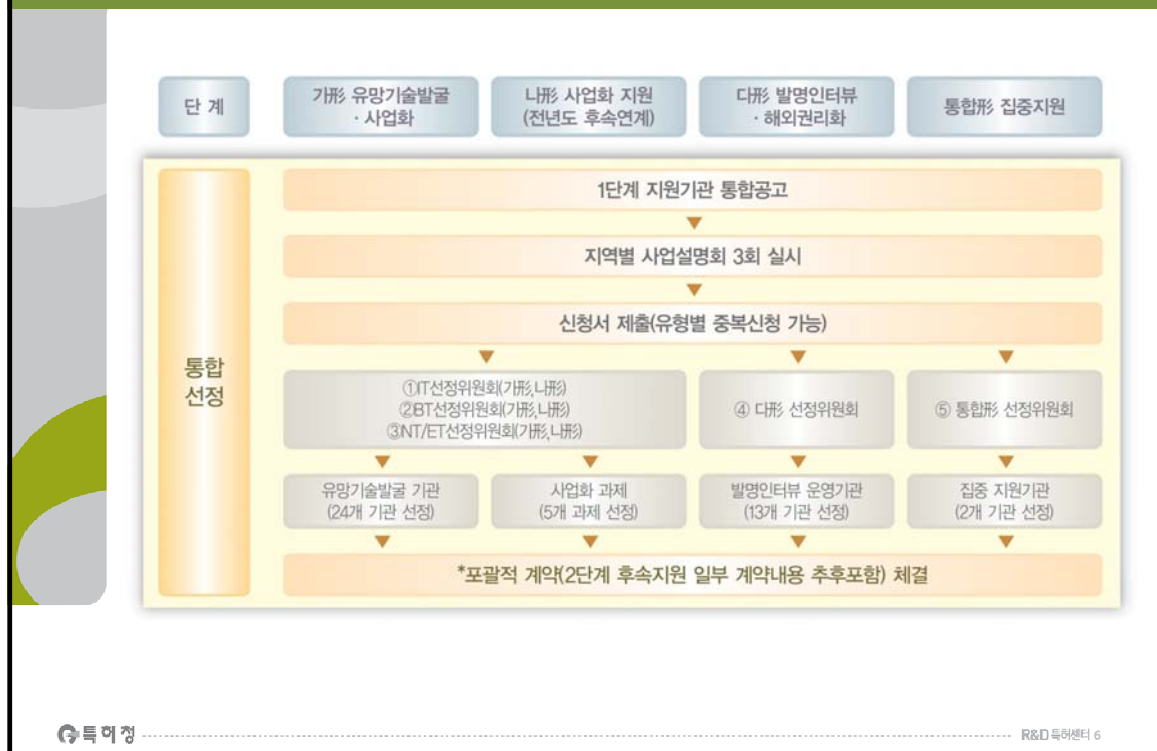 단 계
가形 유망기술발굴
· 사업화
나形 사업화 지원
(전년도 후속연계)
다形 발명인터뷰
· 해외권리화
통합形 집중지원
통합
선정
1단계 지원기관 통합공고
▼
지역별 사업설명회 3회 실시
▼
신청서 제출(유형별 중복신청 가능)
▼ ▼ ▼
①IT선정위원회(가形,나形)
②BT선정위원회(가形,나形)
③NT/ET선정위원회(가形,나形)
④ 다形 선정위원회
⑤ 통합形 선정위원회
▼ ▼ ▼ ▼
유망기술발굴 기관
(24개 기관 선정)
사업화 과제
(5개 과제 선정)
발명인터뷰 운영기관
(13개 기관 선정)
집중 지원기관
(2개 기관 선정)
▼ ▼ ▼ ▼
*포괄적 계약(2단계 후속지원 일부 계약내용 추후포함) 체결
특허청
R&D 특허센터 6